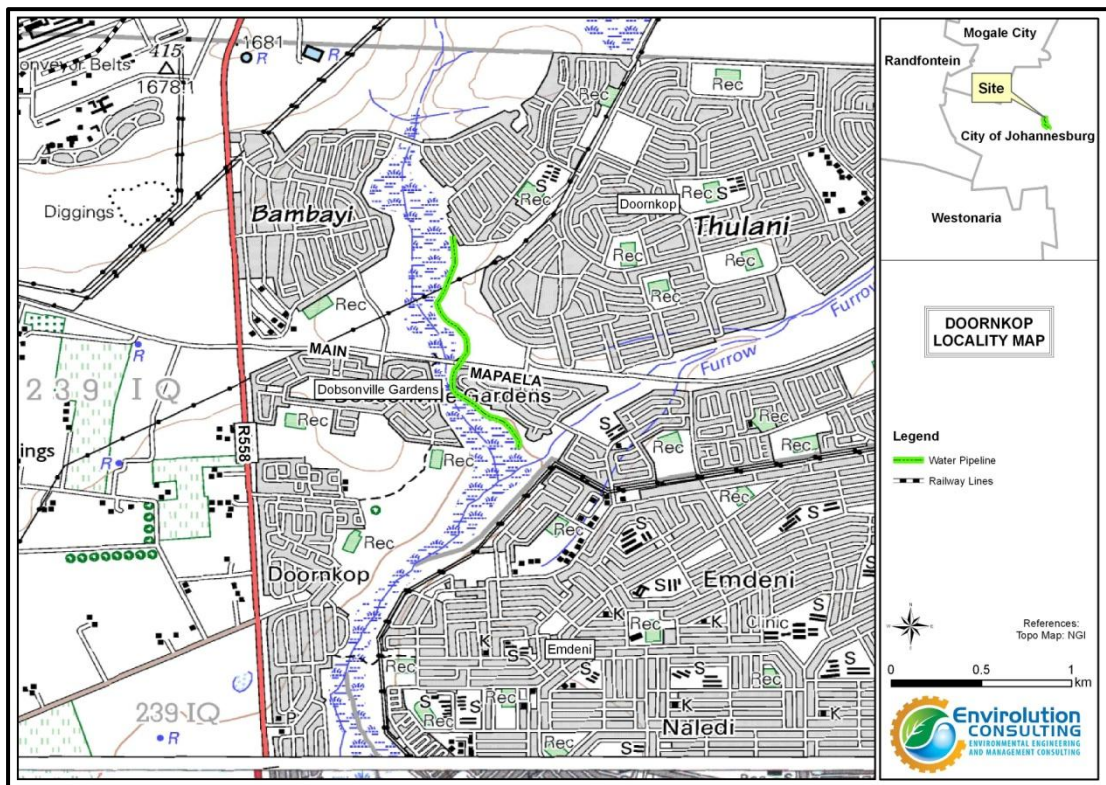 1681
R
R
415
onveyor Belts
1678.1
Rec
Rec
S
Rec
Rec S
Doornkop
Diggings
Bambayi
Thulani
Rec
Rec
Rec
Rec
Furrow
R
MAIN
MAPAELA
Furrow
239 IQ
Dobsonville Gardens
Gardens
Rec
S
Rec
Rec
R558
ings
R
Rec
Rec
Rec
S
S
Rec
Doornkop
Emdeni
S
K
K
Clinic
S
Rec
K
S
Emdeni
S
Rec
Rec
S
S
Rec
S
S
239 IQ
P
Rec
Rec
K
R
Naledi
Rec
S
Mogale City
Randfontein
Site
City of Johannesburg
Westonaria
DOORNKOP
LOCALITY MAP
Legend
Water Pipeline
Railway Lines
References:
Topo Map: NGI
0 0.5 1
km
Envirolution
CONSULTING
ENVIRONMENTAL ENGINEERING
AND MANAGEMENT CONSULTING